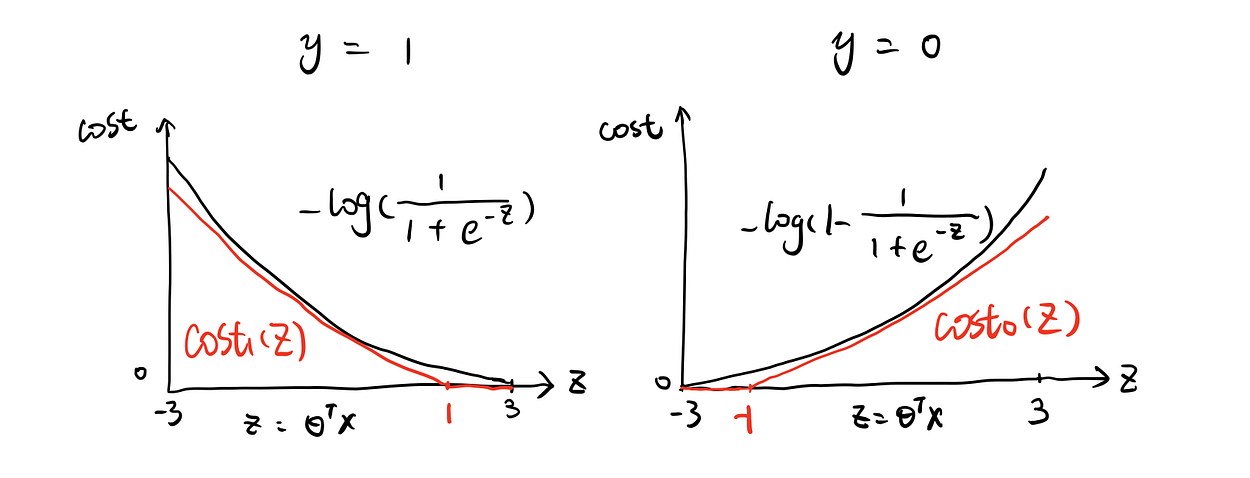 y = 1
cost
-log(1/(1 + e^-z))
cost₁(z)
0
-3
z = θᵀx
1
3
z
y = 0
cost
-log(1-1/(1+e^-z))
cost₀(z)
0
-3
-1
z=θᵀx
3
z